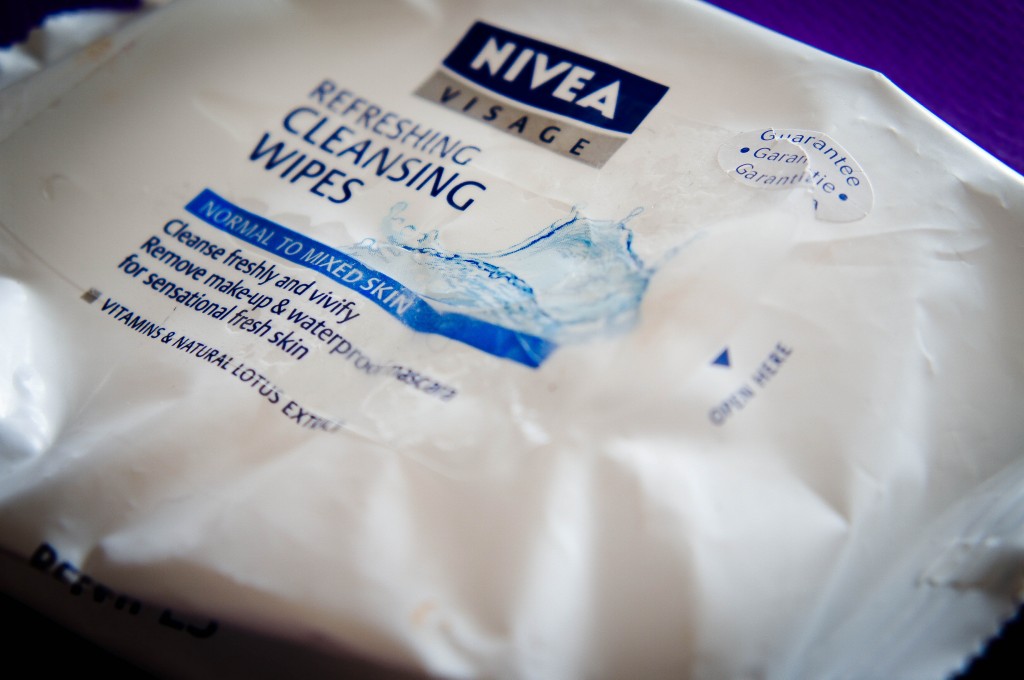 NIVEA
VISAGE
REFRESHING
CLEANSING
WIPES
NORMAL TO MIXED SKIN
Cleanse freshly and vivify
Remove make-up & waterproof mascara
for sensational fresh skin
VITAMINS & NATURAL LOTUS
Guarantee
• Garan
Garantie •
OPEN HERE